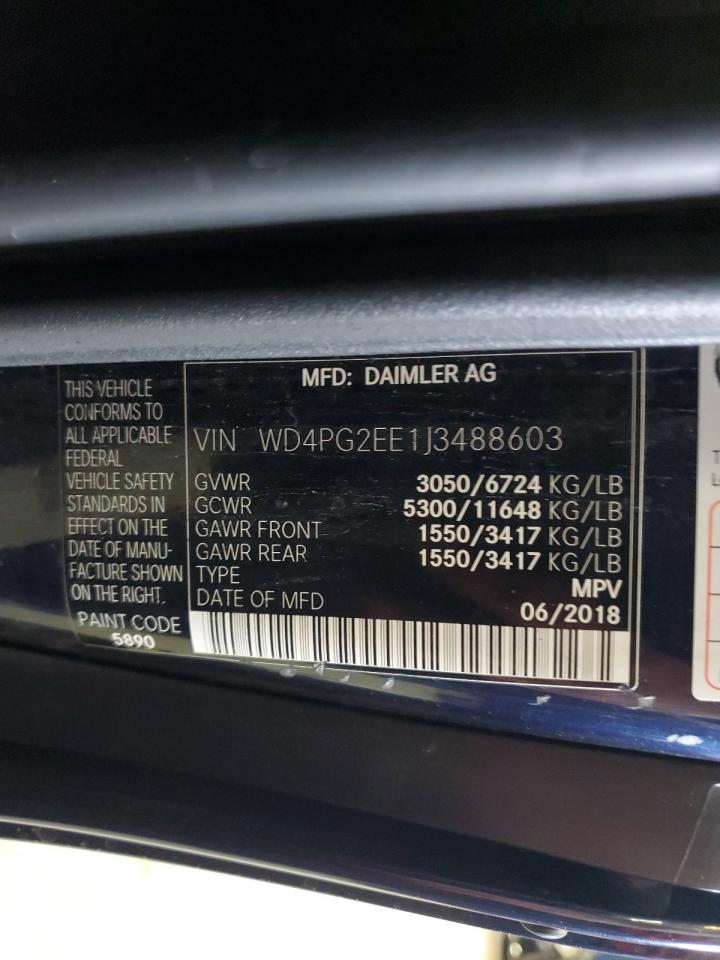 THIS VEHICLE
CONFORMS TO
ALL APPLICABLE
FEDERAL
VEHICLE SAFETY
STANDARDS IN
EFFECT ON THE
DATE OF MANU-
FACTURE SHOWN
ON THE RIGHT.
PAINT CODE
5890
MFD: DAIMLER AG
VIN WD4PG2EE1J3488603
GVWR 3050/6724 KG/LB
GCWR 5300/11648 KG/LB
GAWR FRONT 1550/3417 KG/LB
GAWR REAR 1550/3417 KG/LB
TYPE MPV
DATE OF MFD 06/2018